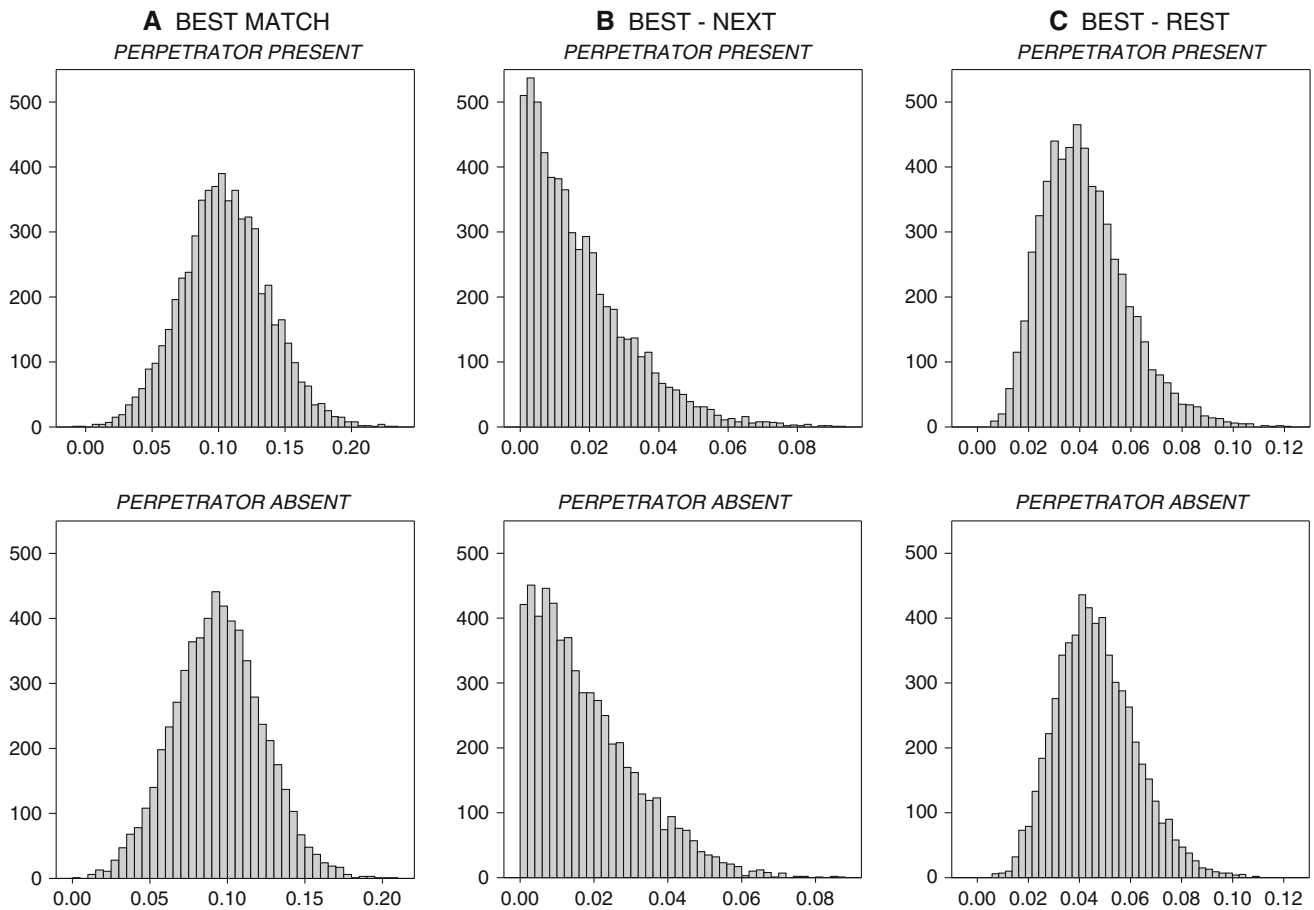 A BEST MATCH
PERPETRATOR PRESENT
500
400
300
200
100
0
0.00 0.05 0.10 0.15 0.20
B BEST - NEXT
PERPETRATOR PRESENT
500
400
300
200
100
0
0.00 0.02 0.04 0.06 0.08
C BEST - REST
PERPETRATOR PRESENT
500
400
300
200
100
0
0.00 0.02 0.04 0.06 0.08 0.10 0.12
PERPETRATOR ABSENT
500
400
300
200
100
0
0.00 0.05 0.10 0.15 0.20
PERPETRATOR ABSENT
500
400
300
200
100
0
0.00 0.02 0.04 0.06 0.08
PERPETRATOR ABSENT
500
400
300
200
100
0
0.00 0.02 0.04 0.06 0.08 0.10 0.12